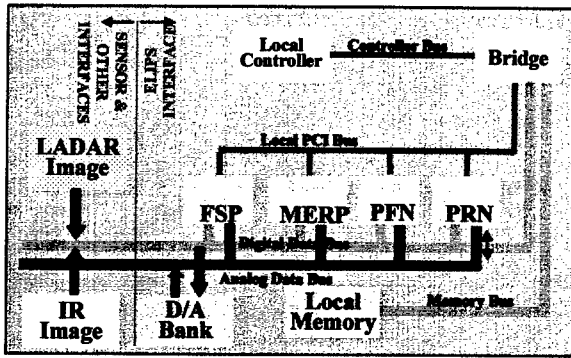 SENSOR &
OTHER
INTERFACES
ELIPS
INTERFACE
Local
Controller
Controller Bus
Bridge
LADAR
Image
Local PCI Bus
FSP
MERP
PFN
PRN
Digital Data Bus
Analog Data Bus
IR
Image
D/A
Bank
Local
Memory
Memory Bus